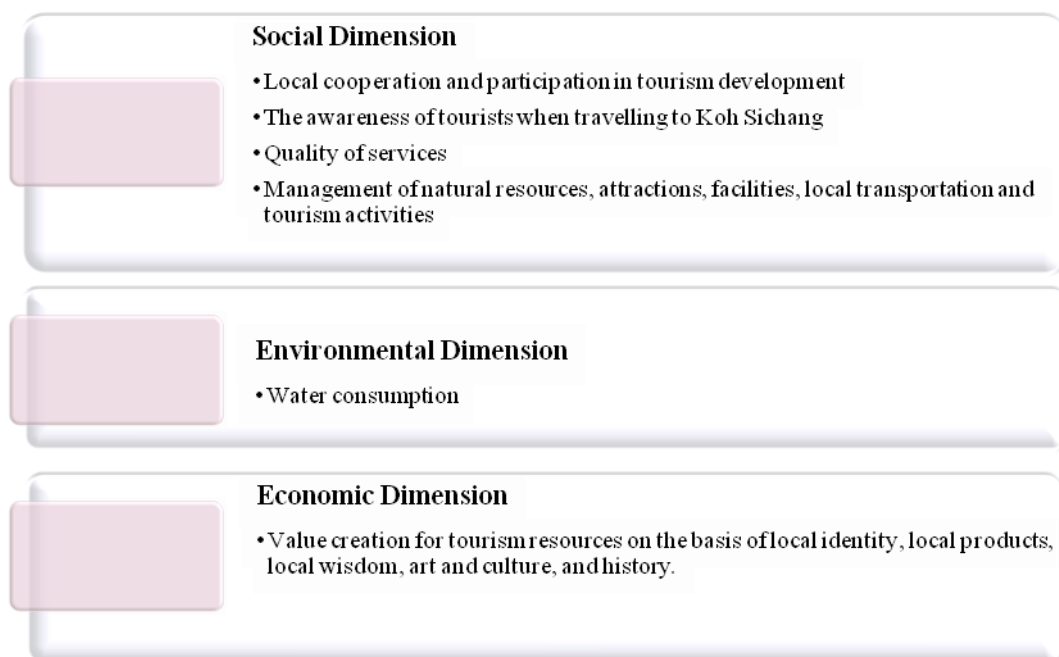 Social Dimension
•Local cooperation and participation in tourism development
•The awareness of tourists when travelling to Koh Sichang
•Quality of services
•Management of natural resources, attractions, facilities, local transportation and
tourism activities
Environmental Dimension
•Water consumption
Economic Dimension
•Value creation for tourism resources on the basis of local identity, local products,
local wisdom, art and culture, and history.